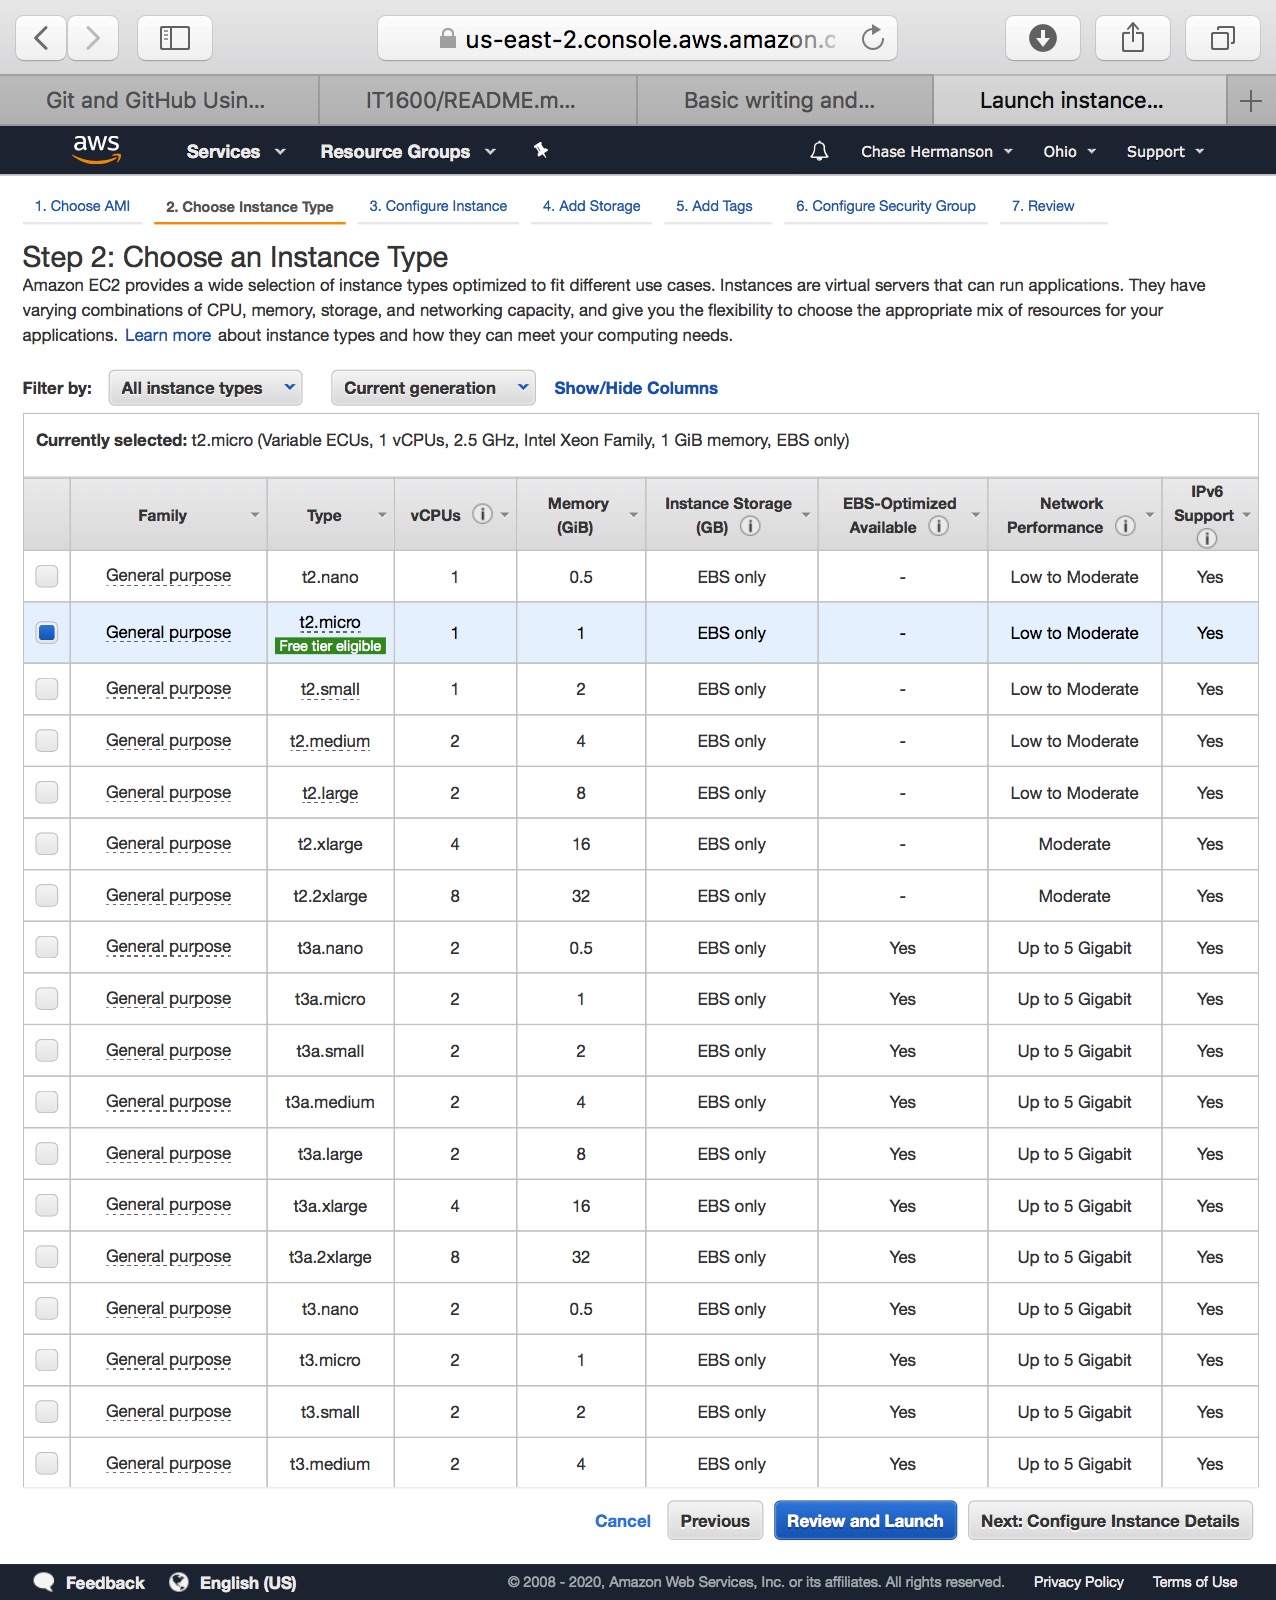 us-east-2.console.aws.amazon.c
Git and GitHub Usin... IT1600/README.m... Basic writing and... Launch instance...
aws Services Resource Groups Chase Hermanson Ohio Support
1. Choose AMI 2. Choose Instance Type 3. Configure Instance 4. Add Storage 5. Add Tags 6. Configure Security Group 7. Review
Step 2: Choose an Instance Type
Amazon EC2 provides a wide selection of instance types optimized to fit different use cases. Instances are virtual servers that can run applications. They have
varying combinations of CPU, memory, storage, and networking capacity, and give you the flexibility to choose the appropriate mix of resources for your
applications. Learn more about instance types and how they can meet your computing needs.
Filter by: All instance types Current generation Show/Hide Columns
Currently selected: t2.micro (Variable ECUs, 1 vCPUs, 2.5 GHz, Intel Xeon Family, 1 GiB memory, EBS only)
Family Type vCPUs Memory (GiB) Instance Storage (GB) EBS-Optimized Available Network Performance IPv6 Support
General purpose t2.nano 1 0.5 EBS only - Low to Moderate Yes
General purpose t2.micro Free tier eligible 1 1 EBS only - Low to Moderate Yes
General purpose t2.small 1 2 EBS only - Low to Moderate Yes
General purpose t2.medium 2 4 EBS only - Low to Moderate Yes
General purpose t2.large 2 8 EBS only - Low to Moderate Yes
General purpose t2.xlarge 4 16 EBS only - Moderate Yes
General purpose t2.2xlarge 8 32 EBS only - Moderate Yes
General purpose t3a.nano 2 0.5 EBS only Yes Up to 5 Gigabit Yes
General purpose t3a.micro 2 1 EBS only Yes Up to 5 Gigabit Yes
General purpose t3a.small 2 2 EBS only Yes Up to 5 Gigabit Yes
General purpose t3a.medium 2 4 EBS only Yes Up to 5 Gigabit Yes
General purpose t3a.large 2 8 EBS only Yes Up to 5 Gigabit Yes
General purpose t3a.xlarge 4 16 EBS only Yes Up to 5 Gigabit Yes
General purpose t3a.2xlarge 8 32 EBS only Yes Up to 5 Gigabit Yes
General purpose t3.nano 2 0.5 EBS only Yes Up to 5 Gigabit Yes
General purpose t3.micro 2 1 EBS only Yes Up to 5 Gigabit Yes
General purpose t3.small 2 2 EBS only Yes Up to 5 Gigabit Yes
General purpose t3.medium 2 4 EBS only Yes Up to 5 Gigabit Yes
Cancel Previous Review and Launch Next: Configure Instance Details
Feedback English (US) © 2008 - 2020, Amazon Web Services, Inc. or its affiliates. All rights reserved. Privacy Policy Terms of Use